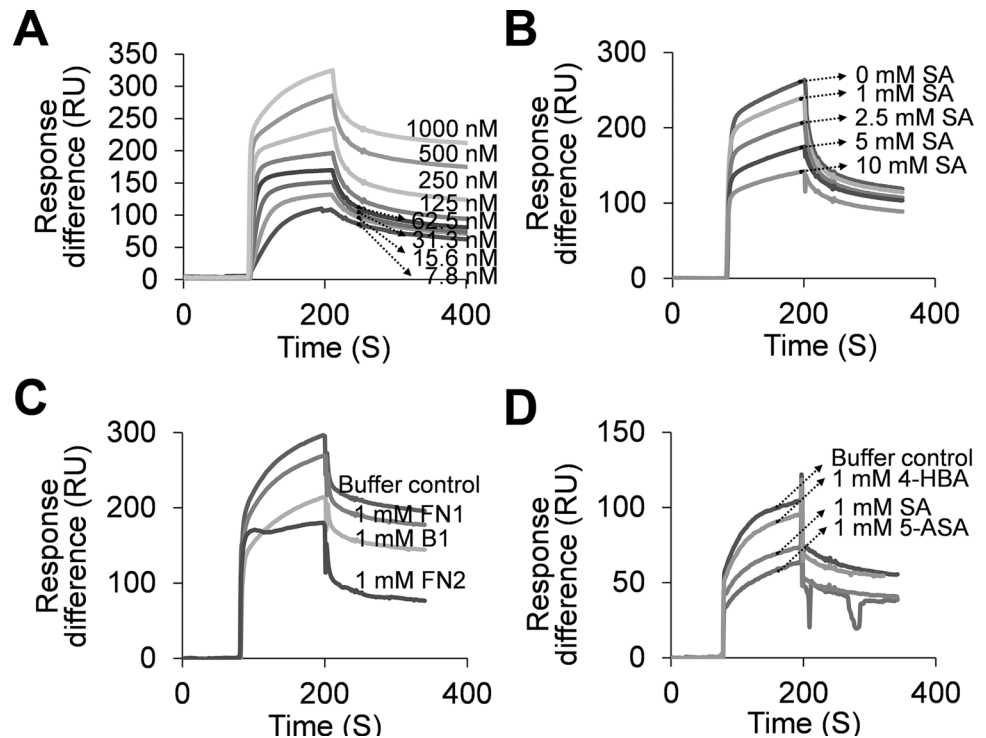 A
Response
difference (RU)
350
300
250
200
150
100
50
0
1000 nM
500 nM
250 nM
125 nM
62.5 nM
31.3 nM
15.6 nM
7.8 nM
0 200 400
Time (S)
B
300
200
100
0
Response
difference (RU)
0 mM SA
1 mM SA
2.5 mM SA
5 mM SA
10 mM SA
0 200 400
Time (S)
C
300
200
100
0
Response
difference (RU)
Buffer control
1 mM FN1
1 mM B1
1 mM FN2
0 200 400
Time (S)
D
150
100
50
0
Response
difference (RU)
Buffer control
1 mM 4-HBA
1 mM SA
1 mM 5-ASA
0 200 400
Time (S)